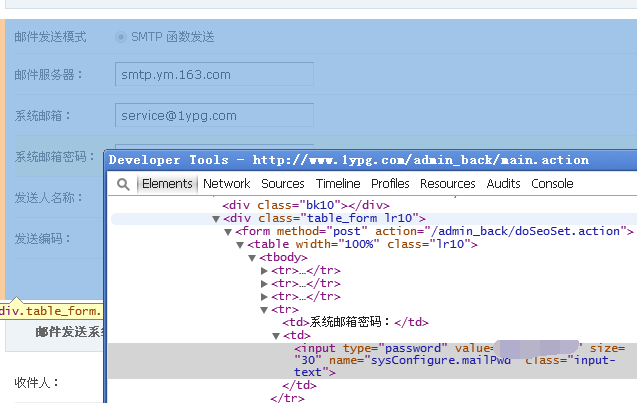 邮件发送模式 SMTP 函数发送
邮件服务器： smtp.ym.163.com
系统邮箱： service@1ypg.com
系统邮箱密码：
发送人名称：
发送编码：
div.table_form.
邮件发送系
收件人：
Developer Tools - http://www.1ypg.com/admin_back/main.action
Elements Network Sources Timeline Profiles Resources Audits Console
<div class="bk10"></div>
▼<div class="table_form lr10">
▼<form method="post" action="/admin_back/doSeoSet.action">
▼<table width="100%" class="lr10">
▼<tbody>
▶<tr>…</tr>
▶<tr>…</tr>
▶<tr>…</tr>
▼<tr>
<td>系统邮箱密码：</td>
▼<td>
<input type="password" value= " size=
"30" name="sysConfigure.mailPwd" class="input-
text">
</td>
</tr>